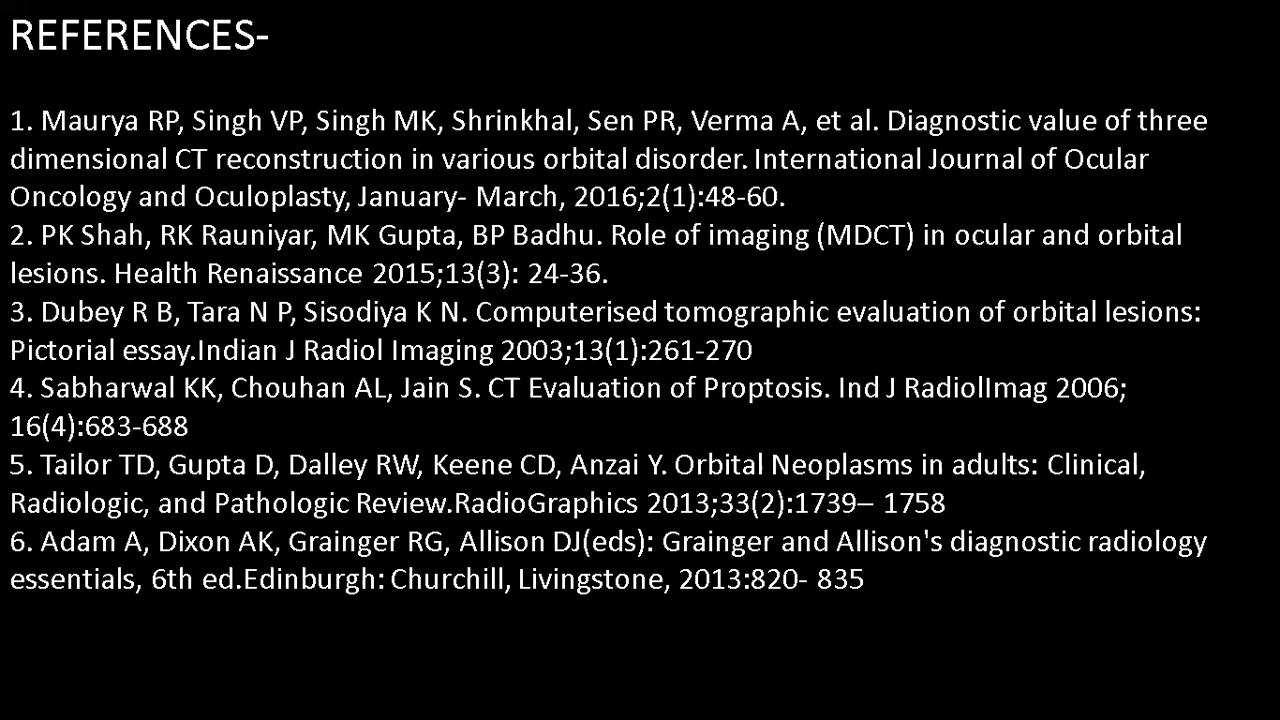 REFERENCES-
1. Maurya RP, Singh VP, Singh MK, Shrinkhal, Sen PR, Verma A, et al. Diagnostic value of three
dimensional CT reconstruction in various orbital disorder. International Journal of Ocular
Oncology and Oculoplasty, January- March, 2016;2(1):48-60.
2. PK Shah, RK Rauniyar, MK Gupta, BP Badhu. Role of imaging (MDCT) in ocular and orbital
lesions. Health Renaissance 2015;13(3): 24-36.
3. Dubey R B, Tara N P, Sisodiya K N. Computerised tomographic evaluation of orbital lesions:
Pictorial essay.Indian J Radiol Imaging 2003;13(1):261-270
4. Sabharwal KK, Chouhan AL, Jain S. CT Evaluation of Proptosis. Ind J RadiolImag 2006;
16(4):683-688
5. Tailor TD, Gupta D, Dalley RW, Keene CD, Anzai Y. Orbital Neoplasms in adults: Clinical,
Radiologic, and Pathologic Review.RadioGraphics 2013;33(2):1739– 1758
6. Adam A, Dixon AK, Grainger RG, Allison DJ(eds): Grainger and Allison's diagnostic radiology
essentials, 6th ed.Edinburgh: Churchill, Livingstone, 2013:820- 835